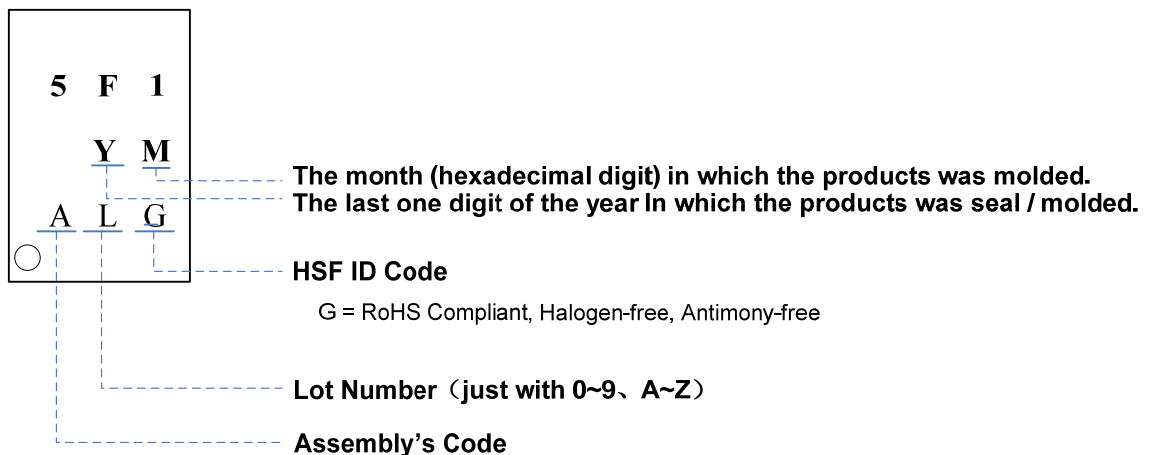 5 F 1
Y M
The month (hexadecimal digit) in which the products was molded.
The last one digit of the year In which the products was seal / molded.
A L G
HSF ID Code
G = RoHS Compliant, Halogen-free, Antimony-free
Lot Number（just with 0~9、A~Z）
Assembly's Code